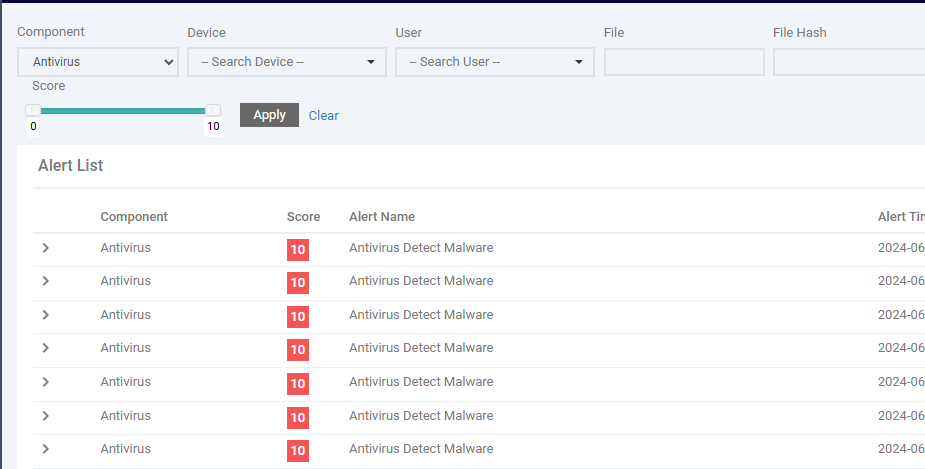 Component Device User File File Hash
Antivirus -- Search Device -- -- Search User --
Score
0 10 Apply Clear
Alert List
Component Score Alert Name Alert Tin
Antivirus 10 Antivirus Detect Malware 2024-06
Antivirus 10 Antivirus Detect Malware 2024-06
Antivirus 10 Antivirus Detect Malware 2024-06
Antivirus 10 Antivirus Detect Malware 2024-06
Antivirus 10 Antivirus Detect Malware 2024-06
Antivirus 10 Antivirus Detect Malware 2024-06
Antivirus 10 Antivirus Detect Malware 2024-06